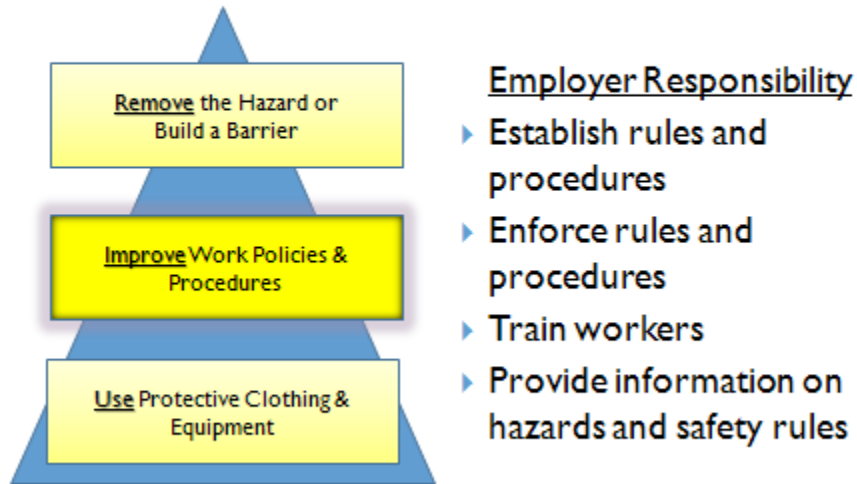 Remove the Hazard or
Build a Barrier
Improve Work Policies &
Procedures
Use Protective Clothing &
Equipment
Employer Responsibility
Establish rules and
procedures
Enforce rules and
procedures
Train workers
Provide information on
hazards and safety rules